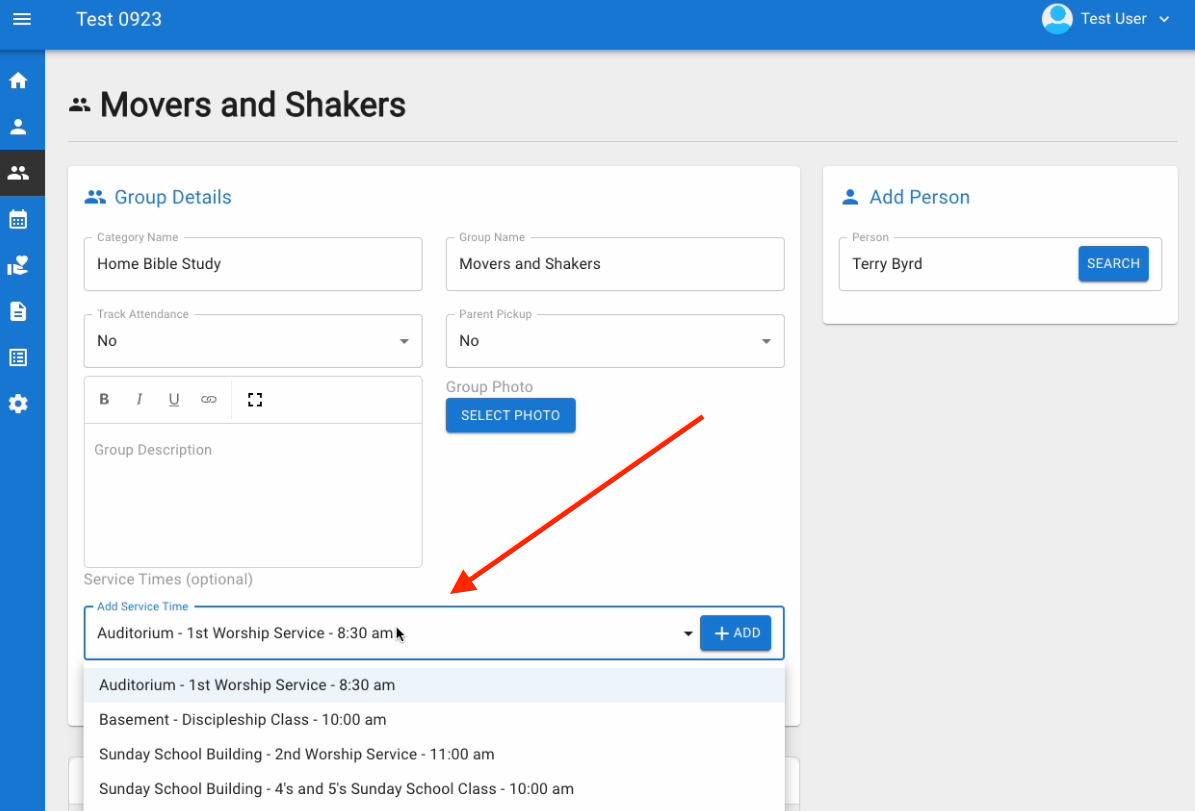 Test 0923
Test User
Movers and Shakers
Group Details
Category Name
Home Bible Study
Group Name
Movers and Shakers
Track Attendance
No
Parent Pickup
No
B I U
Group Description
Group Photo
SELECT PHOTO
Service Times (optional)
Add Service Time
Auditorium - 1st Worship Service - 8:30 am
ADD
Auditorium - 1st Worship Service - 8:30 am
Basement - Discipleship Class - 10:00 am
Sunday School Building - 2nd Worship Service - 11:00 am
Sunday School Building - 4's and 5's Sunday School Class - 10:00 am
Add Person
Person
Terry Byrd
SEARCH